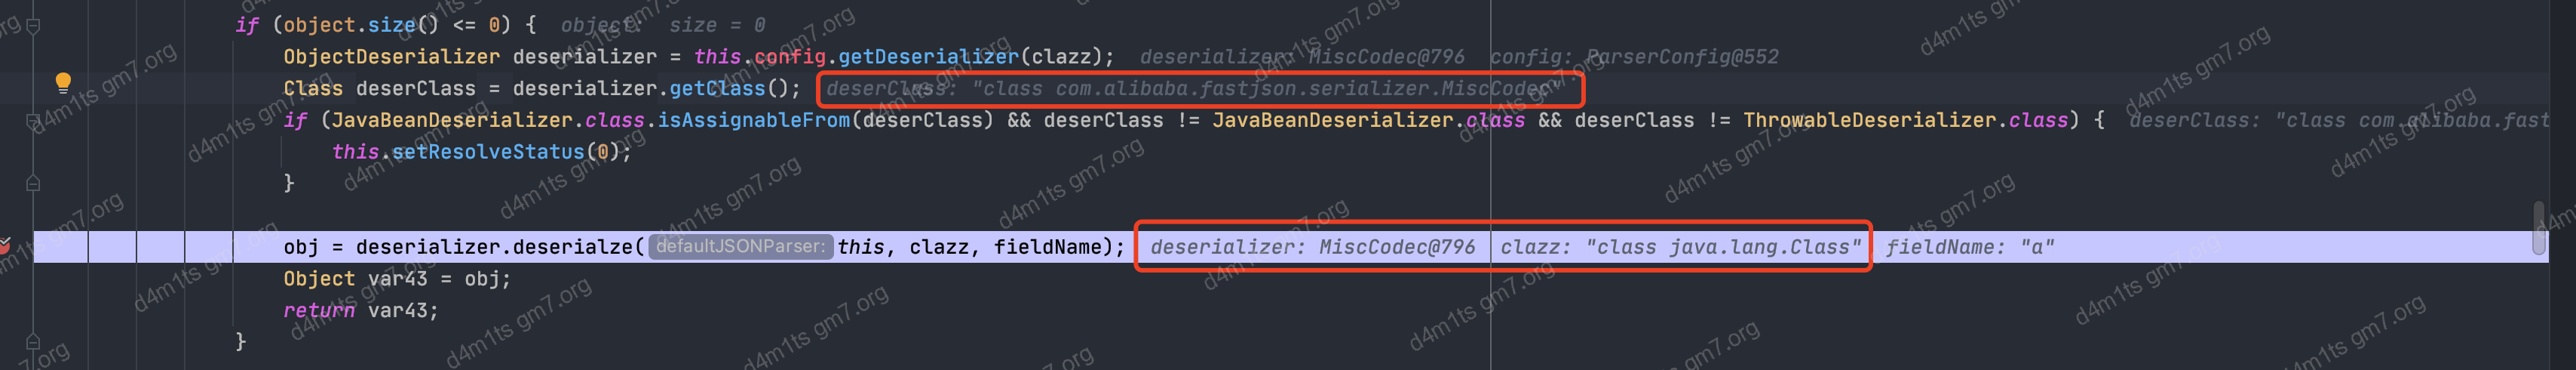 if (object.size() <= 0) {  object:  size = 0
ObjectDeserializer deserializer = this.config.getDeserializer(clazz);  deserializer: MiscCodec@796  config: ParserConfig@552
Class deserClass = deserializer.getClass();  deserClass: "class com.alibaba.fastjson.serializer.MiscCodec"
if (JavaBeanDeserializer.class.isAssignableFrom(deserClass) && deserClass != JavaBeanDeserializer.class && deserClass != ThrowableDeserializer.class) {  deserClass: "class com.alibaba.fast
this.setResolveStatus(0);
}
obj = deserializer.deserialze( defaultJSONParser: this, clazz, fieldName);  deserializer: MiscCodec@796  clazz: "class java.lang.Class"  fieldName: "a"
Object var43 = obj;
return var43;
}
d4m1ts gm7.org